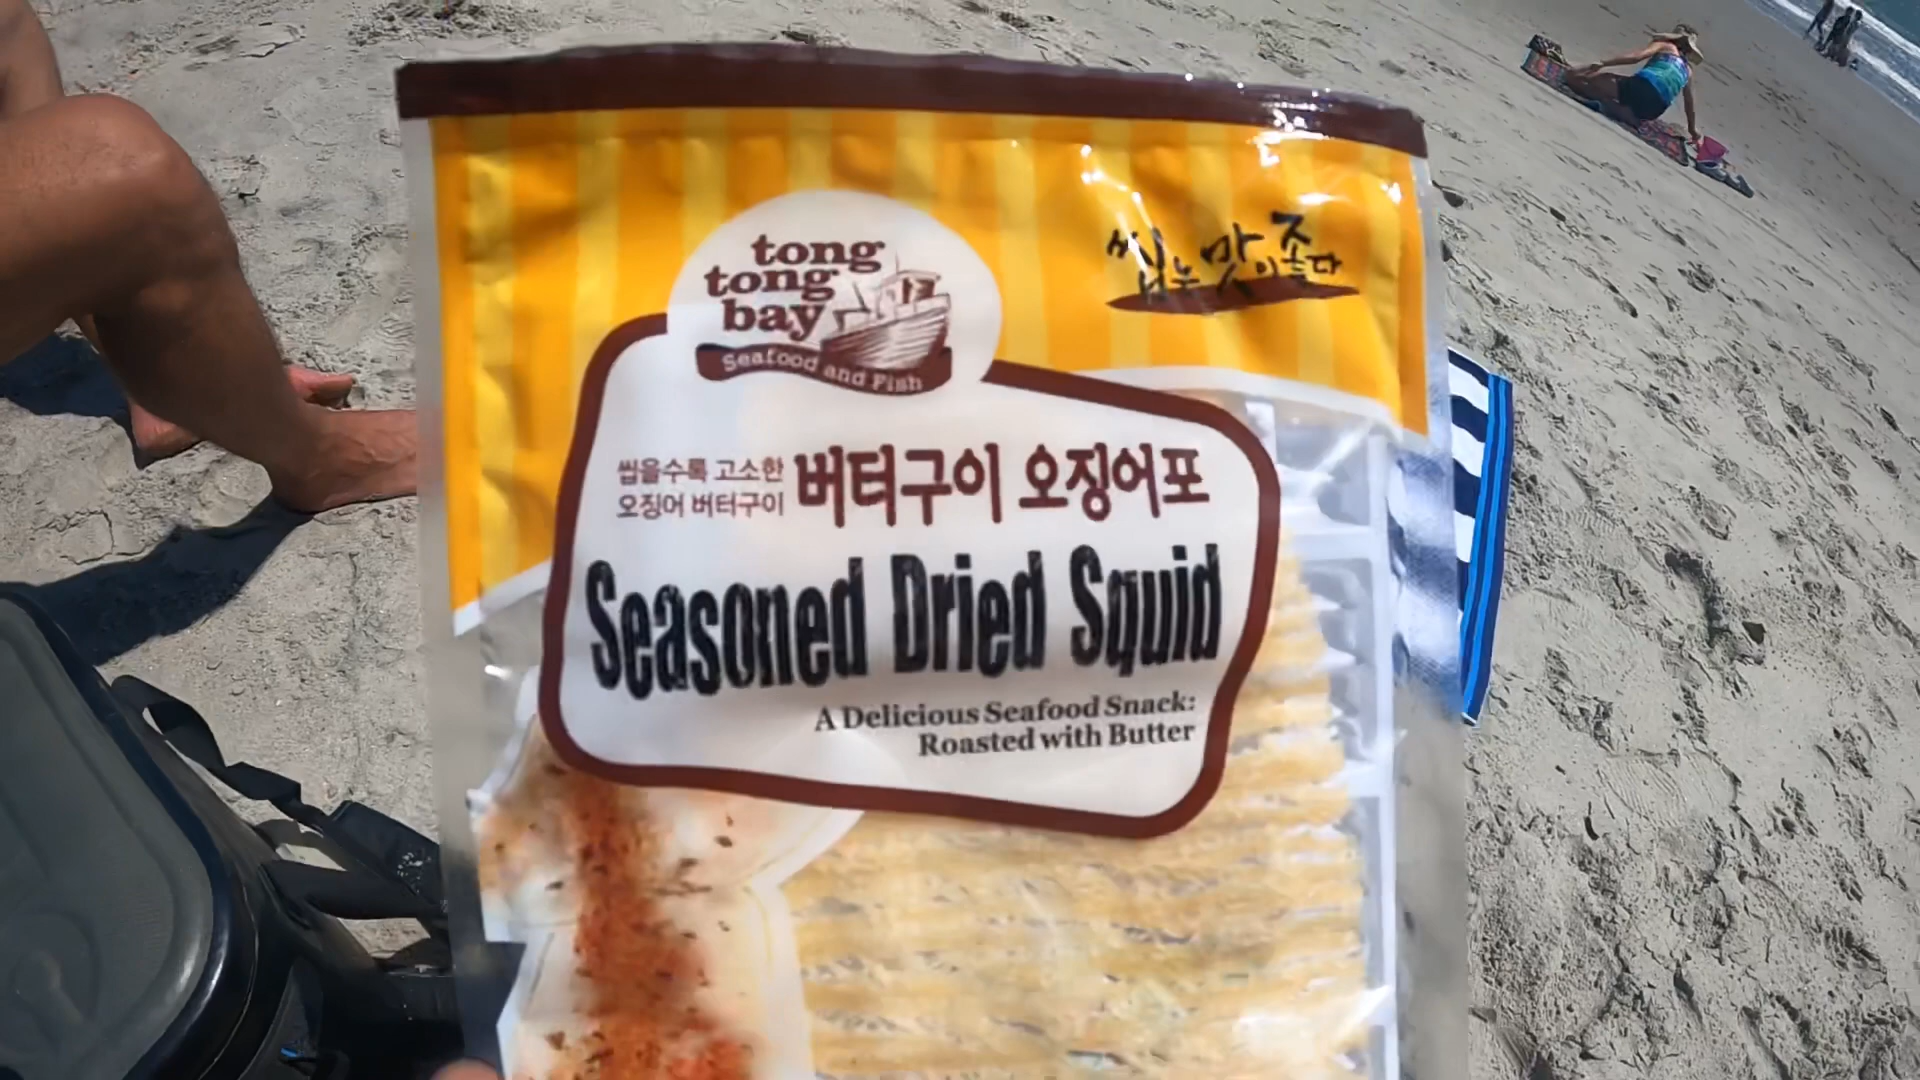 tong
tong
bay
Seafood and Fish
씹는 맛이 좋다
씹을수록 고소한
오징어 버터구이
버터구이 오징어포
Seasoned Dried Squid
A Delicious Seafood Snack:
Roasted with Butter